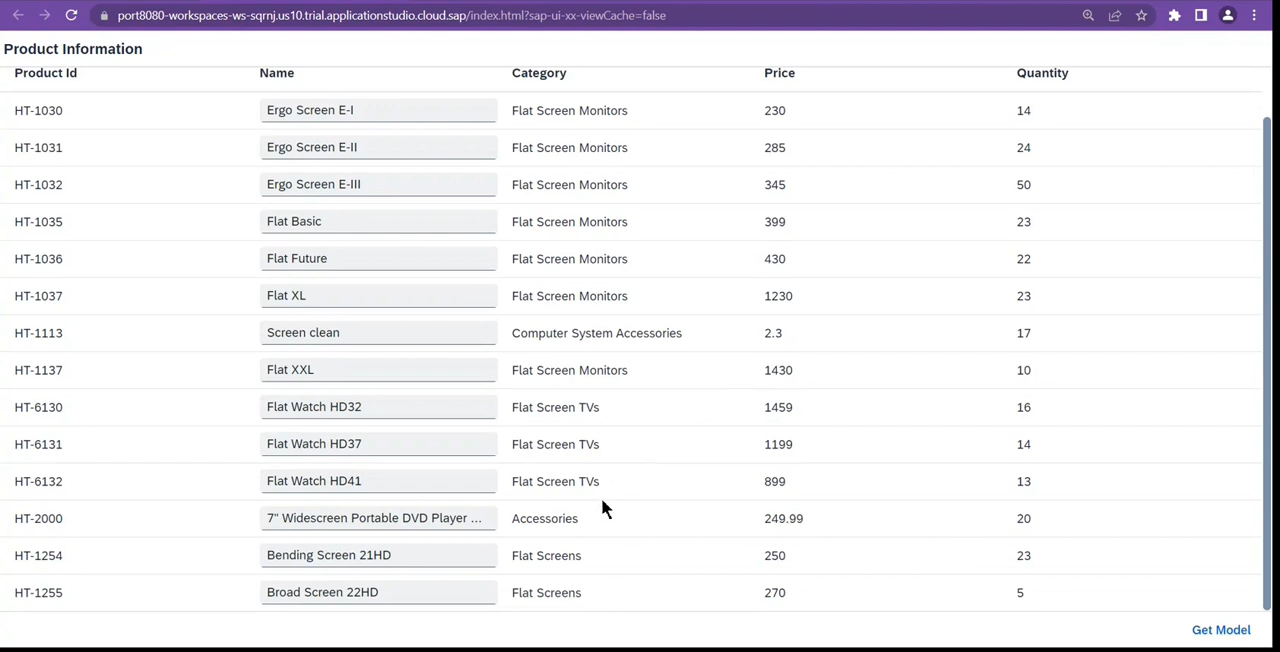 port8080-workspaces-ws-sqrnj.us10.trial.applicationstudio.cloud.sap/index.html?sap-ui-xx-viewCache=false
Product Information
Product Id Name Category Price Quantity
HT-1030 Ergo Screen E-I Flat Screen Monitors 230 14
HT-1031 Ergo Screen E-II Flat Screen Monitors 285 24
HT-1032 Ergo Screen E-III Flat Screen Monitors 345 50
HT-1035 Flat Basic Flat Screen Monitors 399 23
HT-1036 Flat Future Flat Screen Monitors 430 22
HT-1037 Flat XL Flat Screen Monitors 1230 23
HT-1113 Screen clean Computer System Accessories 2.3 17
HT-1137 Flat XXL Flat Screen Monitors 1430 10
HT-6130 Flat Watch HD32 Flat Screen TVs 1459 16
HT-6131 Flat Watch HD37 Flat Screen TVs 1199 14
HT-6132 Flat Watch HD41 Flat Screen TVs 899 13
HT-2000 7" Widescreen Portable DVD Player ... Accessories 249.99 20
HT-1254 Bending Screen 21HD Flat Screens 250 23
HT-1255 Broad Screen 22HD Flat Screens 270 5
Get Model